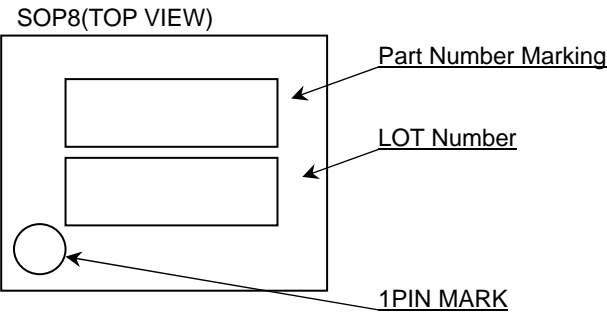 SOP8(TOP VIEW)
Part Number Marking
LOT Number
1PIN MARK